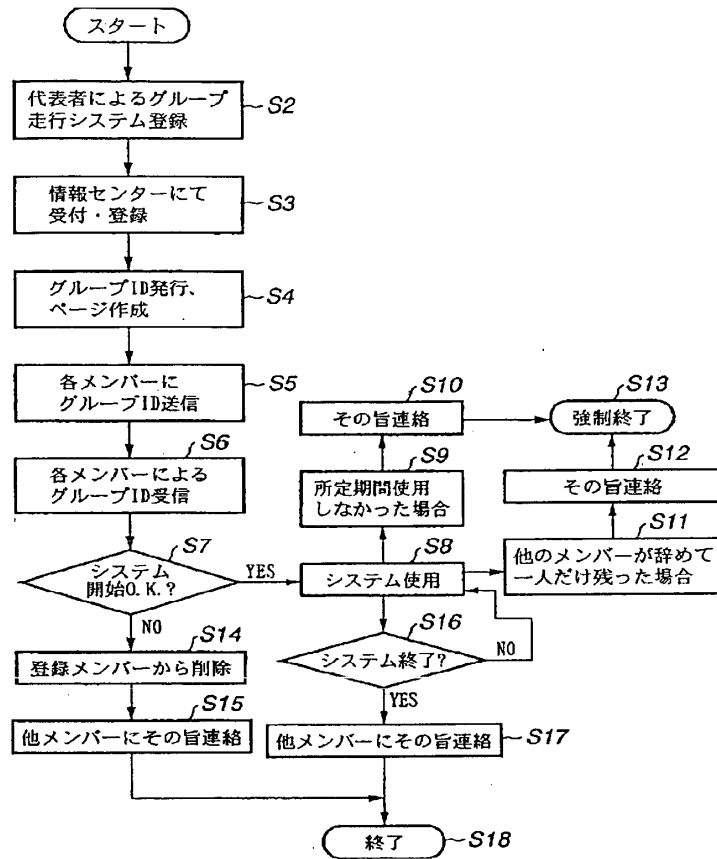 スタート
代表者によるグループ
走行システム登録
S2
情報センターにて
受付・登録
S3
グループID発行、
ページ作成
S4
各メンバーに
グループID送信
S5
S6
各メンバーによる
グループID受信
S7
システム
開始O.K.?
YES
NO
S14
登録メンバーから削除
S15
他メンバーにその旨連絡
S10
その旨連絡
S9
所定期間使用
しなかった場合
S8
システム使用
S16
システム終了?
NO
YES
他メンバーにその旨連絡
S17
終了
S18
S13
強制終了
S12
その旨連絡
S11
他のメンバーが辞めて
一人だけ残った場合